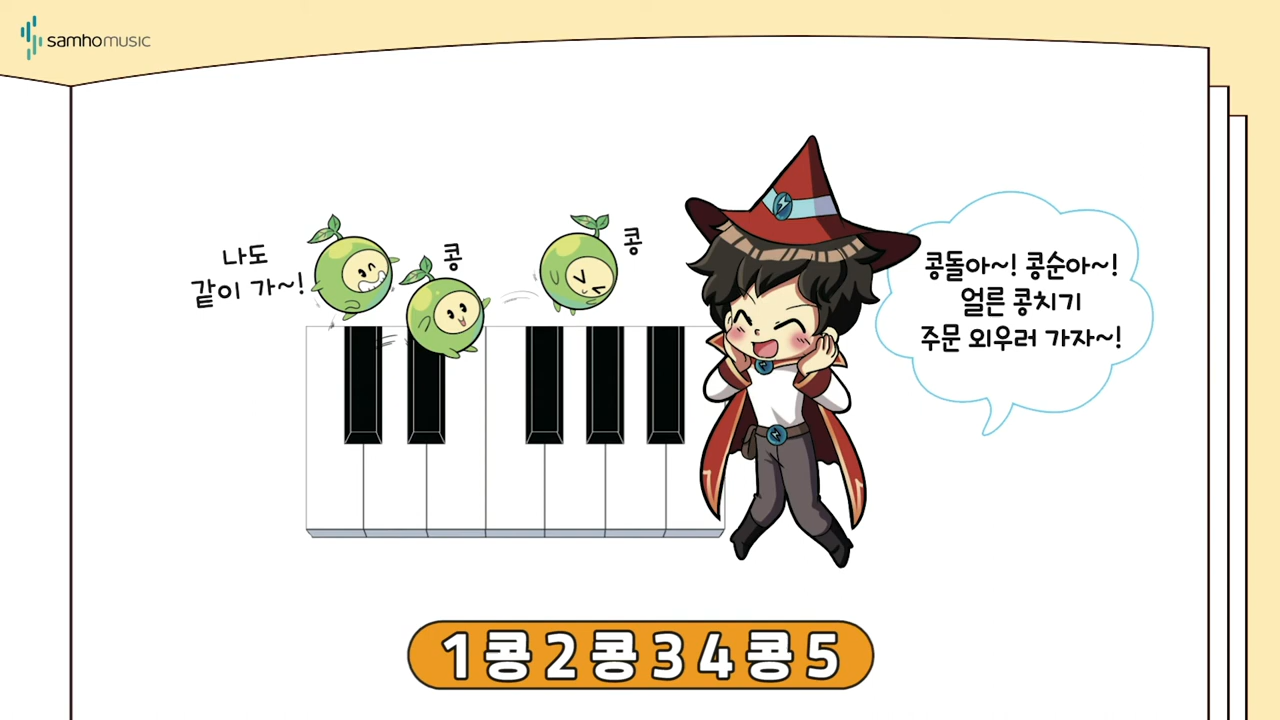 samhomusic
나도
같이 가~!
콩
콩
콩돌아~! 콩순아~!
얼른 콩치기
주문 외우러 가자~!
1콩2콩34콩5